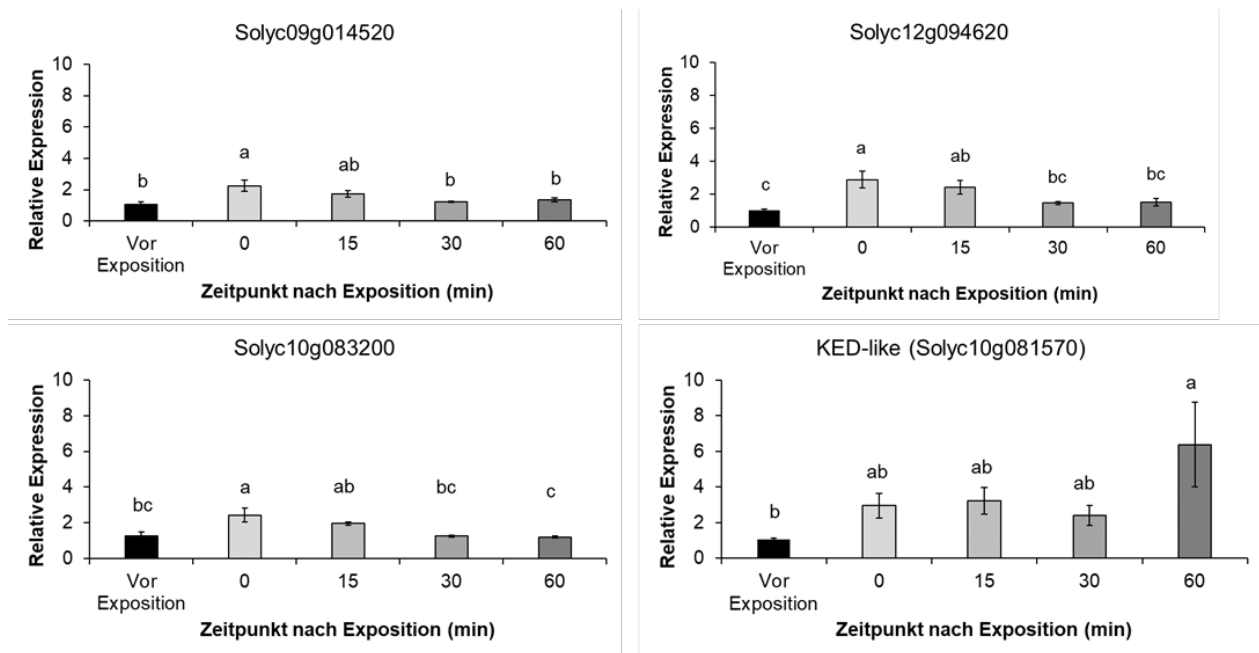 Solyc09g014520
Relative Expression
10
8
6
4
2
0
b
a
ab
b
b
Vor Exposition
0
15
30
60
Zeitpunkt nach Exposition (min)
Solyc12g094620
Relative Expression
10
8
6
4
2
0
c
a
ab
bc
bc
Vor
Exposition
0
15
30
60
Zeitpunkt nach Exposition (min)
Solyc10g083200
Relative Expression
10
8
6
4
2
0
bc
a
ab
bc
c
Vor
Exposition
0
15
30
60
Zeitpunkt nach Exposition (min)
KED-like (Solyc10g081570)
Relative Expression
10
8
6
4
2
0
b
ab
ab
ab
a
Vor
Exposition
0
15
30
60
Zeitpunkt nach Exposition (min)